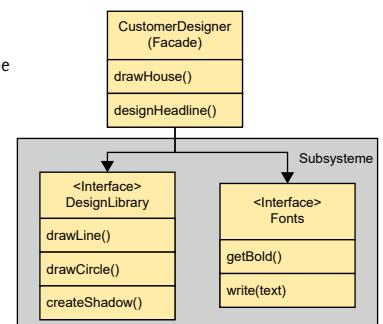 CustomerDesigner
(Facade)
drawHouse()
designHeadline()
Subsysteme
<Interface>
DesignLibrary
drawLine()
drawCircle()
createShadow()
<Interface>
Fonts
getBold()
write(text)